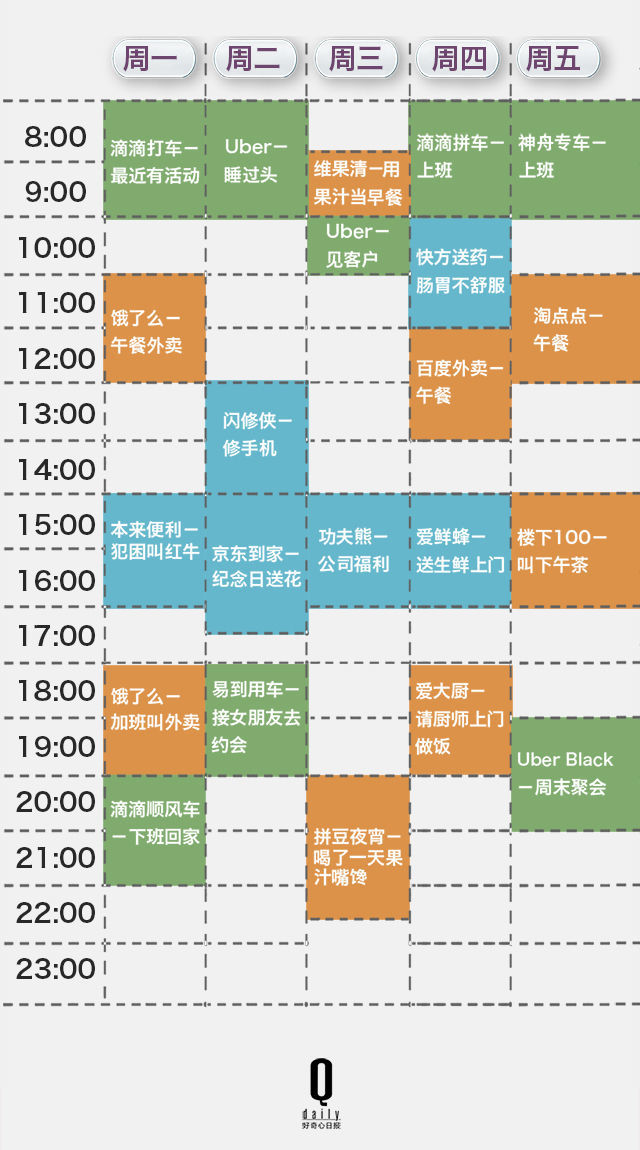 周一 周二 周三 周四 周五
8:00
滴滴打车－
最近有活动
Uber－
睡过头
滴滴拼车－
上班
神舟专车－
上班
9:00
维果清－用
果汁当早餐
10:00
Uber－
见客户
快方送药－
肠胃不舒服
11:00
饿了么－
午餐外卖
淘点点－
午餐
12:00
百度外卖－
午餐
13:00
闪修侠－
修手机
14:00
15:00
本来便利－
犯困叫红牛
京东到家－
纪念日送花
功夫熊－
公司福利
爱鲜蜂－
送生鲜上门
楼下100－
叫下午茶
16:00
17:00
18:00
饿了么－
加班叫外卖
易到用车－
接女朋友去
约会
爱大厨－
请厨师上门
做饭
19:00
Uber Black
－周末聚会
20:00
滴滴顺风车
－下班回家
拼豆夜宵－
喝了一天果
汁嘴馋
21:00
22:00
23:00
Q
daily
好奇心日报